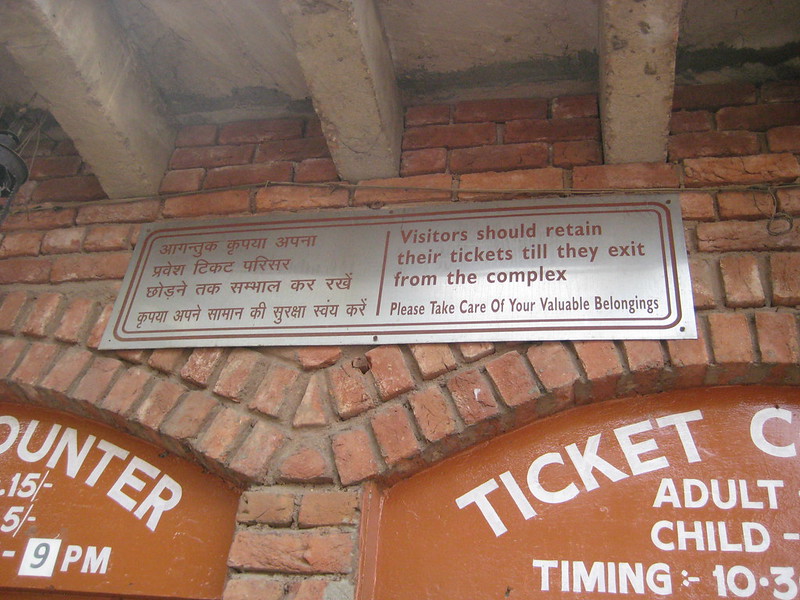 आगन्तुक कृपया अपना
प्रवेश टिकट परिसर
छोड़ने तक सम्भाल कर रखें
कृपया अपने सामान की सुरक्षा स्वंय करें
Visitors should retain
their tickets till they exit
from the complex
Please Take Care Of Your Valuable Belongings
OUNTER
.15/-
5/-
- 9 PM
TICKET C
ADULT -
CHILD -
TIMING :- 10.3